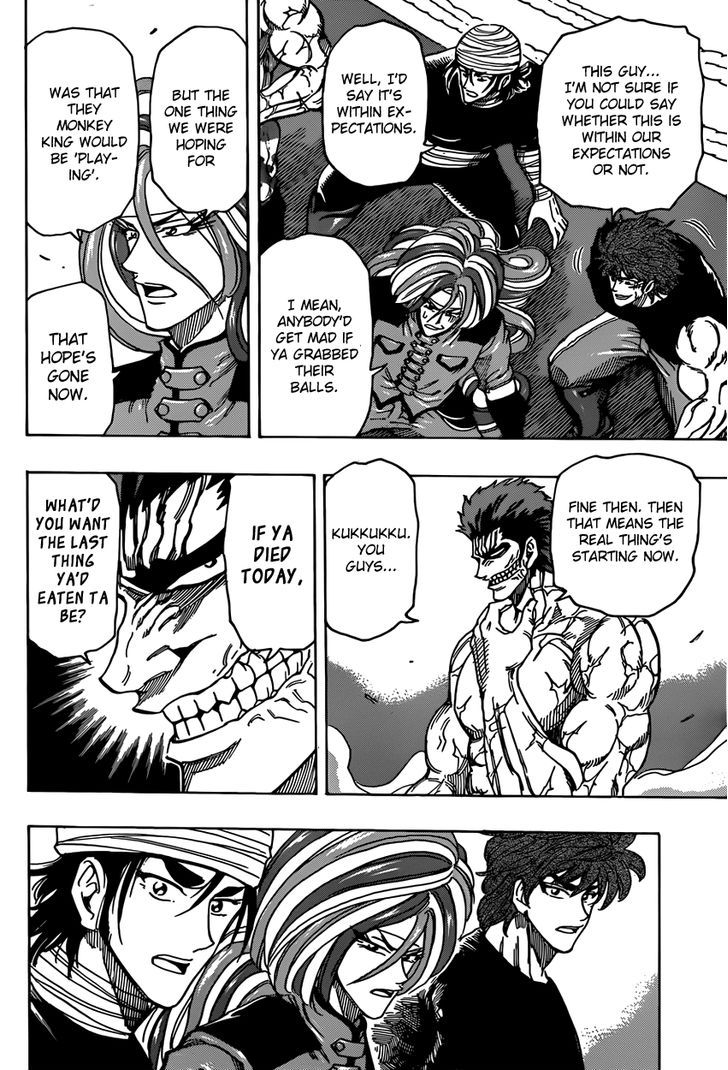 THIS GUY...
I'M NOT SURE IF
YOU COULD SAY
WHETHER THIS IS
WITHIN OUR
EXPECTATIONS
OR NOT.
WELL, I'D
SAY IT'S
WITHIN EX-
PECTATIONS.
I MEAN,
ANYBODY'D
GET MAD IF
YA GRABBED
THEIR
BALLS.
BUT THE
ONE THING
WE WERE
HOPING
FOR
WAS THAT
THEY
MONKEY
KING WOULD
BE 'PLAY-
ING'.
THAT
HOPE'S
GONE
NOW.
FINE THEN. THEN
THAT MEANS THE
REAL THING'S
STARTING NOW.
KUKKUKKU.
YOU
GUYS...
IF YA
DIED
TODAY,
WHAT'D
YOU WANT
THE LAST
THING
YA'D
EATEN TA
BE?